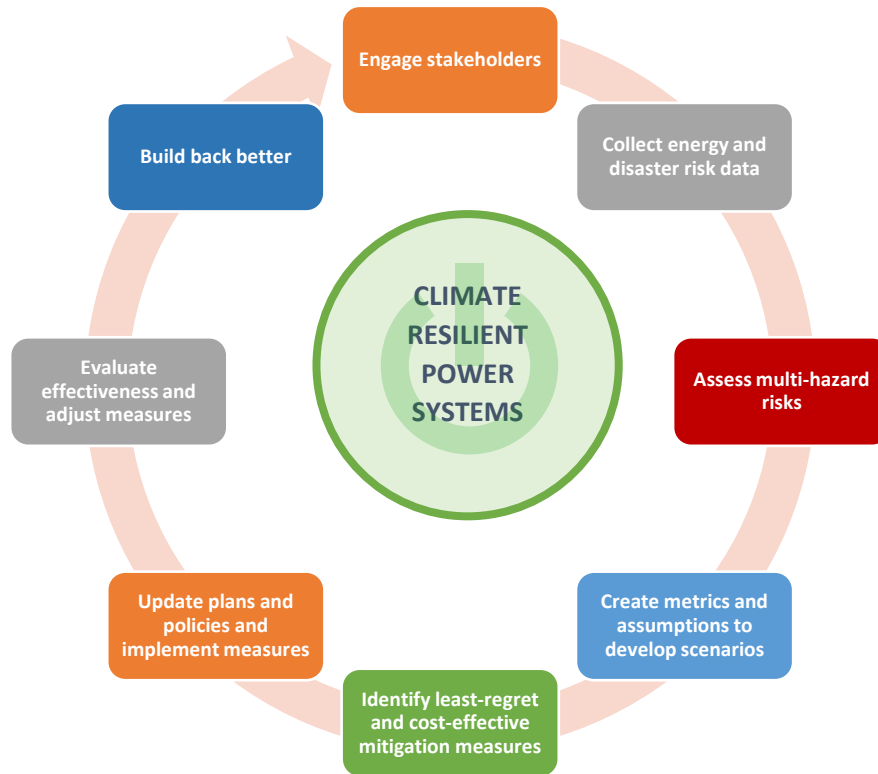 Engage stakeholders
Collect energy and
disaster risk data
Assess multi-hazard
risks
Create metrics and
assumptions to
develop scenarios
Identify least-regret
and cost-effective
mitigation measures
Update plans and
policies and
implement measures
Evaluate
effectiveness and
adjust measures
Build back better
CLIMATE
RESILIENT
POWER
SYSTEMS